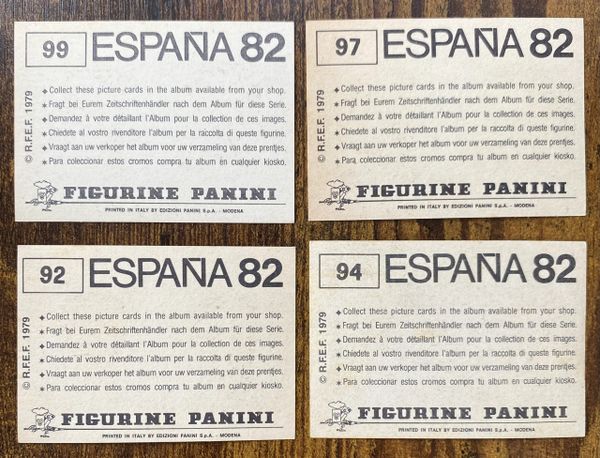 99 ESPAÑA 82
◆Collect these picture cards in the album available from your shop.
✶Fragt bei Eurem Zeitschriftenhändler nach dem Album für diese Serie.
◆Demandez à votre détaillant l'Album pour la collection de ces images.
✶Chiedete al vostro rivenditore l'album per la raccolta di queste figurine.
◆Vraagt aan uw verkoper het album voor uw verzameling van deze prentjes.
✶Para coleccionar estos cromos compra tu album en cualquier kiosko.
© R.F.E.F. 1979
FIGURINE PANINI
PRINTED IN ITALY BY EDIZIONI PANINI S.p.A. - MODENA
97 ESPAÑA 82
◆Collect these picture cards in the album available from your shop.
✶Fragt bei Eurem Zeitschriftenhändler nach dem Album für diese Serie.
◆Demandez à votre détaillant l'Album pour la collection de ces images.
✶Chiedete al vostro rivenditore l'album per la raccolta di queste figurine.
◆Vraagt aan uw verkoper het album voor uw verzameling van deze prentjes.
✶Para coleccionar estos cromos compra tu album en cualquier kiosko.
© R.F.E.F. 1979
FIGURINE PANINI
PRINTED IN ITALY BY EDIZIONI PANINI S.p.A. - MODENA
92 ESPAÑA 82
◆Collect these picture cards in the album available from your shop.
✶Fragt bei Eurem Zeitschriftenhändler nach dem Album für diese Serie.
◆Demandez à votre détaillant l'Album pour la collection de ces images.
✶Chiedete al vostro rivenditore l'album per la raccolta di queste figurine.
◆Vraagt aan uw verkoper het album voor uw verzameling van deze prentjes.
✶Para coleccionar estos cromos compra tu album en cualquier kiosko.
© R.F.E.F. 1979
FIGURINE PANINI
PRINTED IN ITALY BY EDIZIONI PANINI S.p.A. - MODENA
94 ESPAÑA 82
◆Collect these picture cards in the album available from your shop.
✶Fragt bei Eurem Zeitschriftenhändler nach dem Album für diese Serie.
◆Demandez à votre détaillant l'Album pour la collection de ces images.
✶Chiedete al vostro rivenditore l'album per la raccolta di queste figurine.
◆Vraagt aan uw verkoper het album voor uw verzameling van deze prentjes.
✶Para coleccionar estos cromos compra tu album en cualquier kiosko.
© R.F.E.F. 1979
FIGURINE PANINI
PRINTED IN ITALY BY EDIZIONI PANINI S.p.A. - MODENA